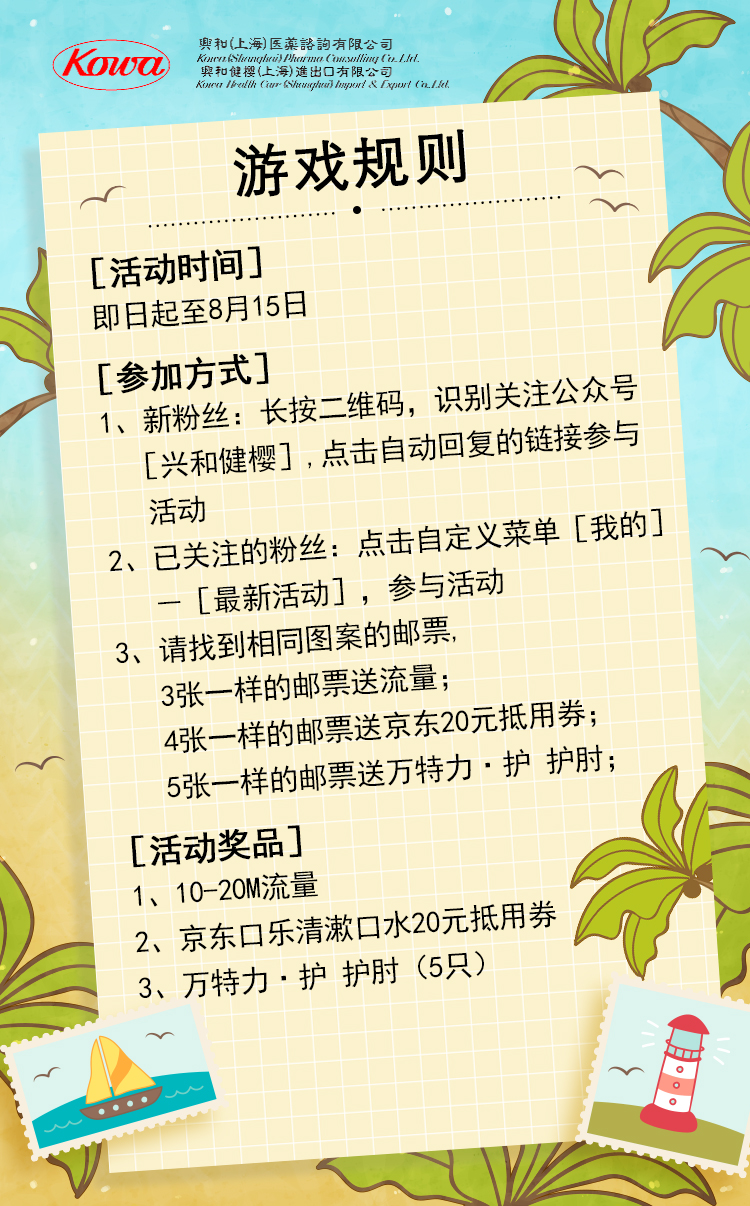 Kowa
興和(上海)医薬諮詢有限公司
Kowa (Shanghai) Pharma Consulting Co. Ltd.
興和健櫻(上海)進出口有限公司
Kowa Health Care (Shanghai) Import & Export Co., Ltd.
游戏规则
[活动时间]
即日起至8月15日
[参加方式]
1、新粉丝：长按二维码，识别关注公众号
[兴和健樱],点击自动回复的链接参与
活动
2、已关注的粉丝：点击自定义菜单[我的]
—[最新活动]，参与活动
3、请找到相同图案的邮票,
3张一样的邮票送流量；
4张一样的邮票送京东20元抵用券；
5张一样的邮票送万特力·护 护肘；
[活动奖品]
1、10-20M流量
2、京东口乐清漱口水20元抵用券
3、万特力·护 护肘（5只）